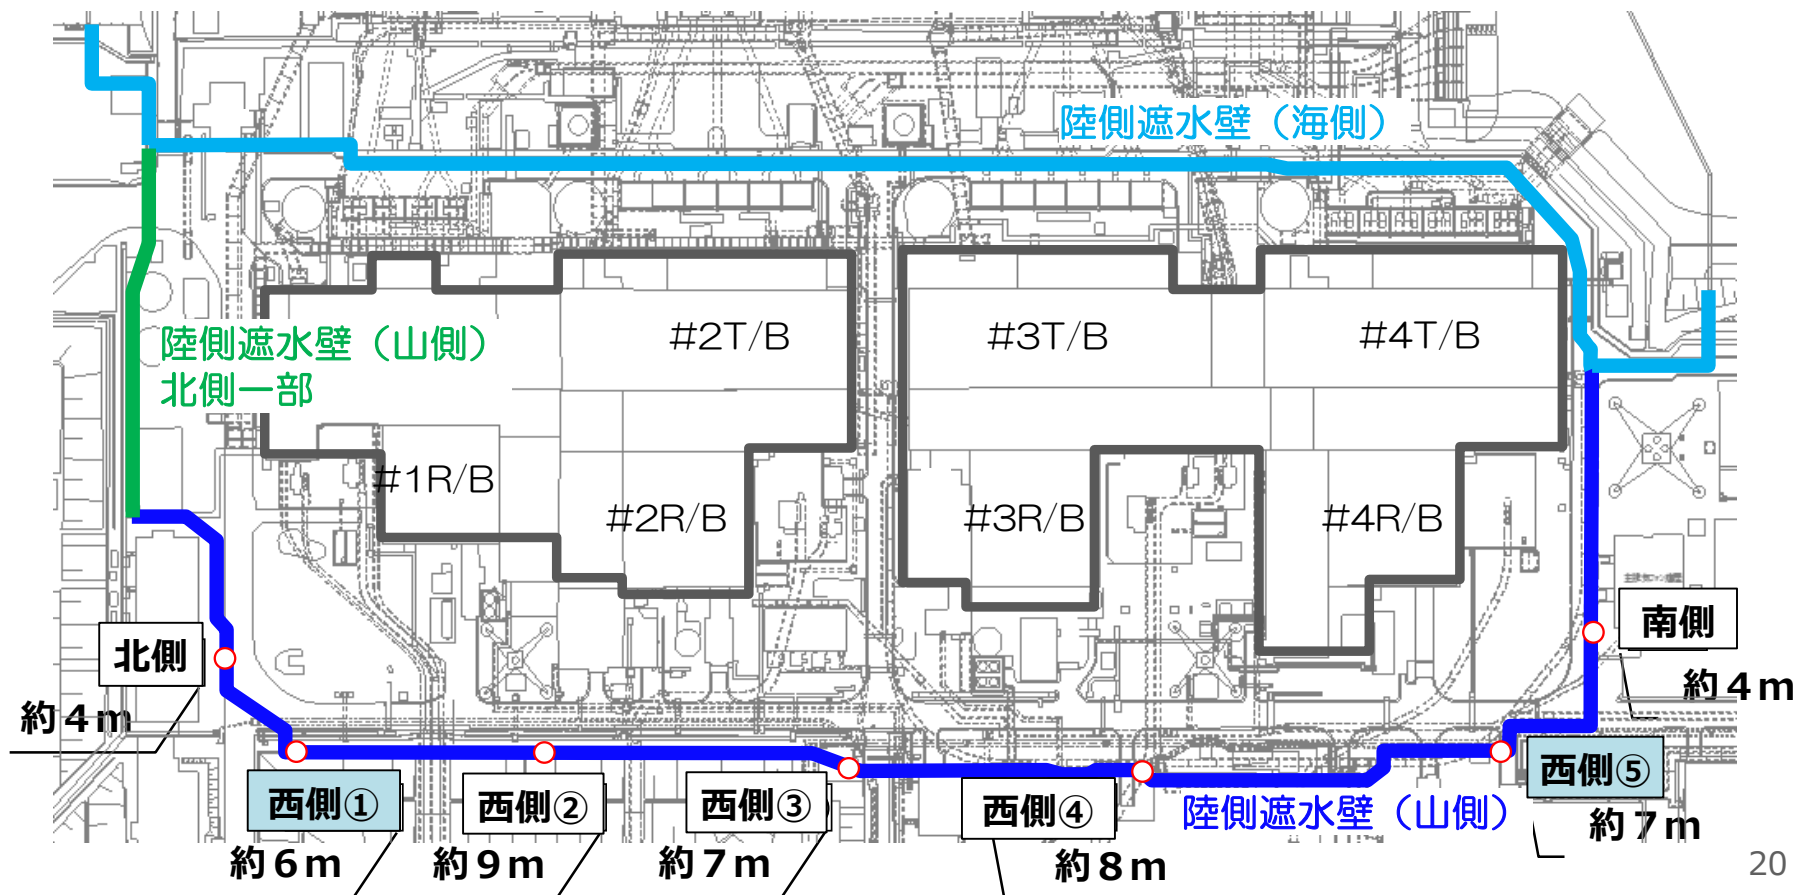 陸側遮水壁（海側）
陸側遮水壁（山側）
北側一部
#2T/B
#3T/B
#4T/B
#1R/B
#2R/B
#3R/B
#4R/B
北側
約4m
南側
約4m
西側①
約6m
西側②
約9m
西側③
約7m
西側④
約8m
陸側遮水壁（山側）
西側⑤
約7m
20